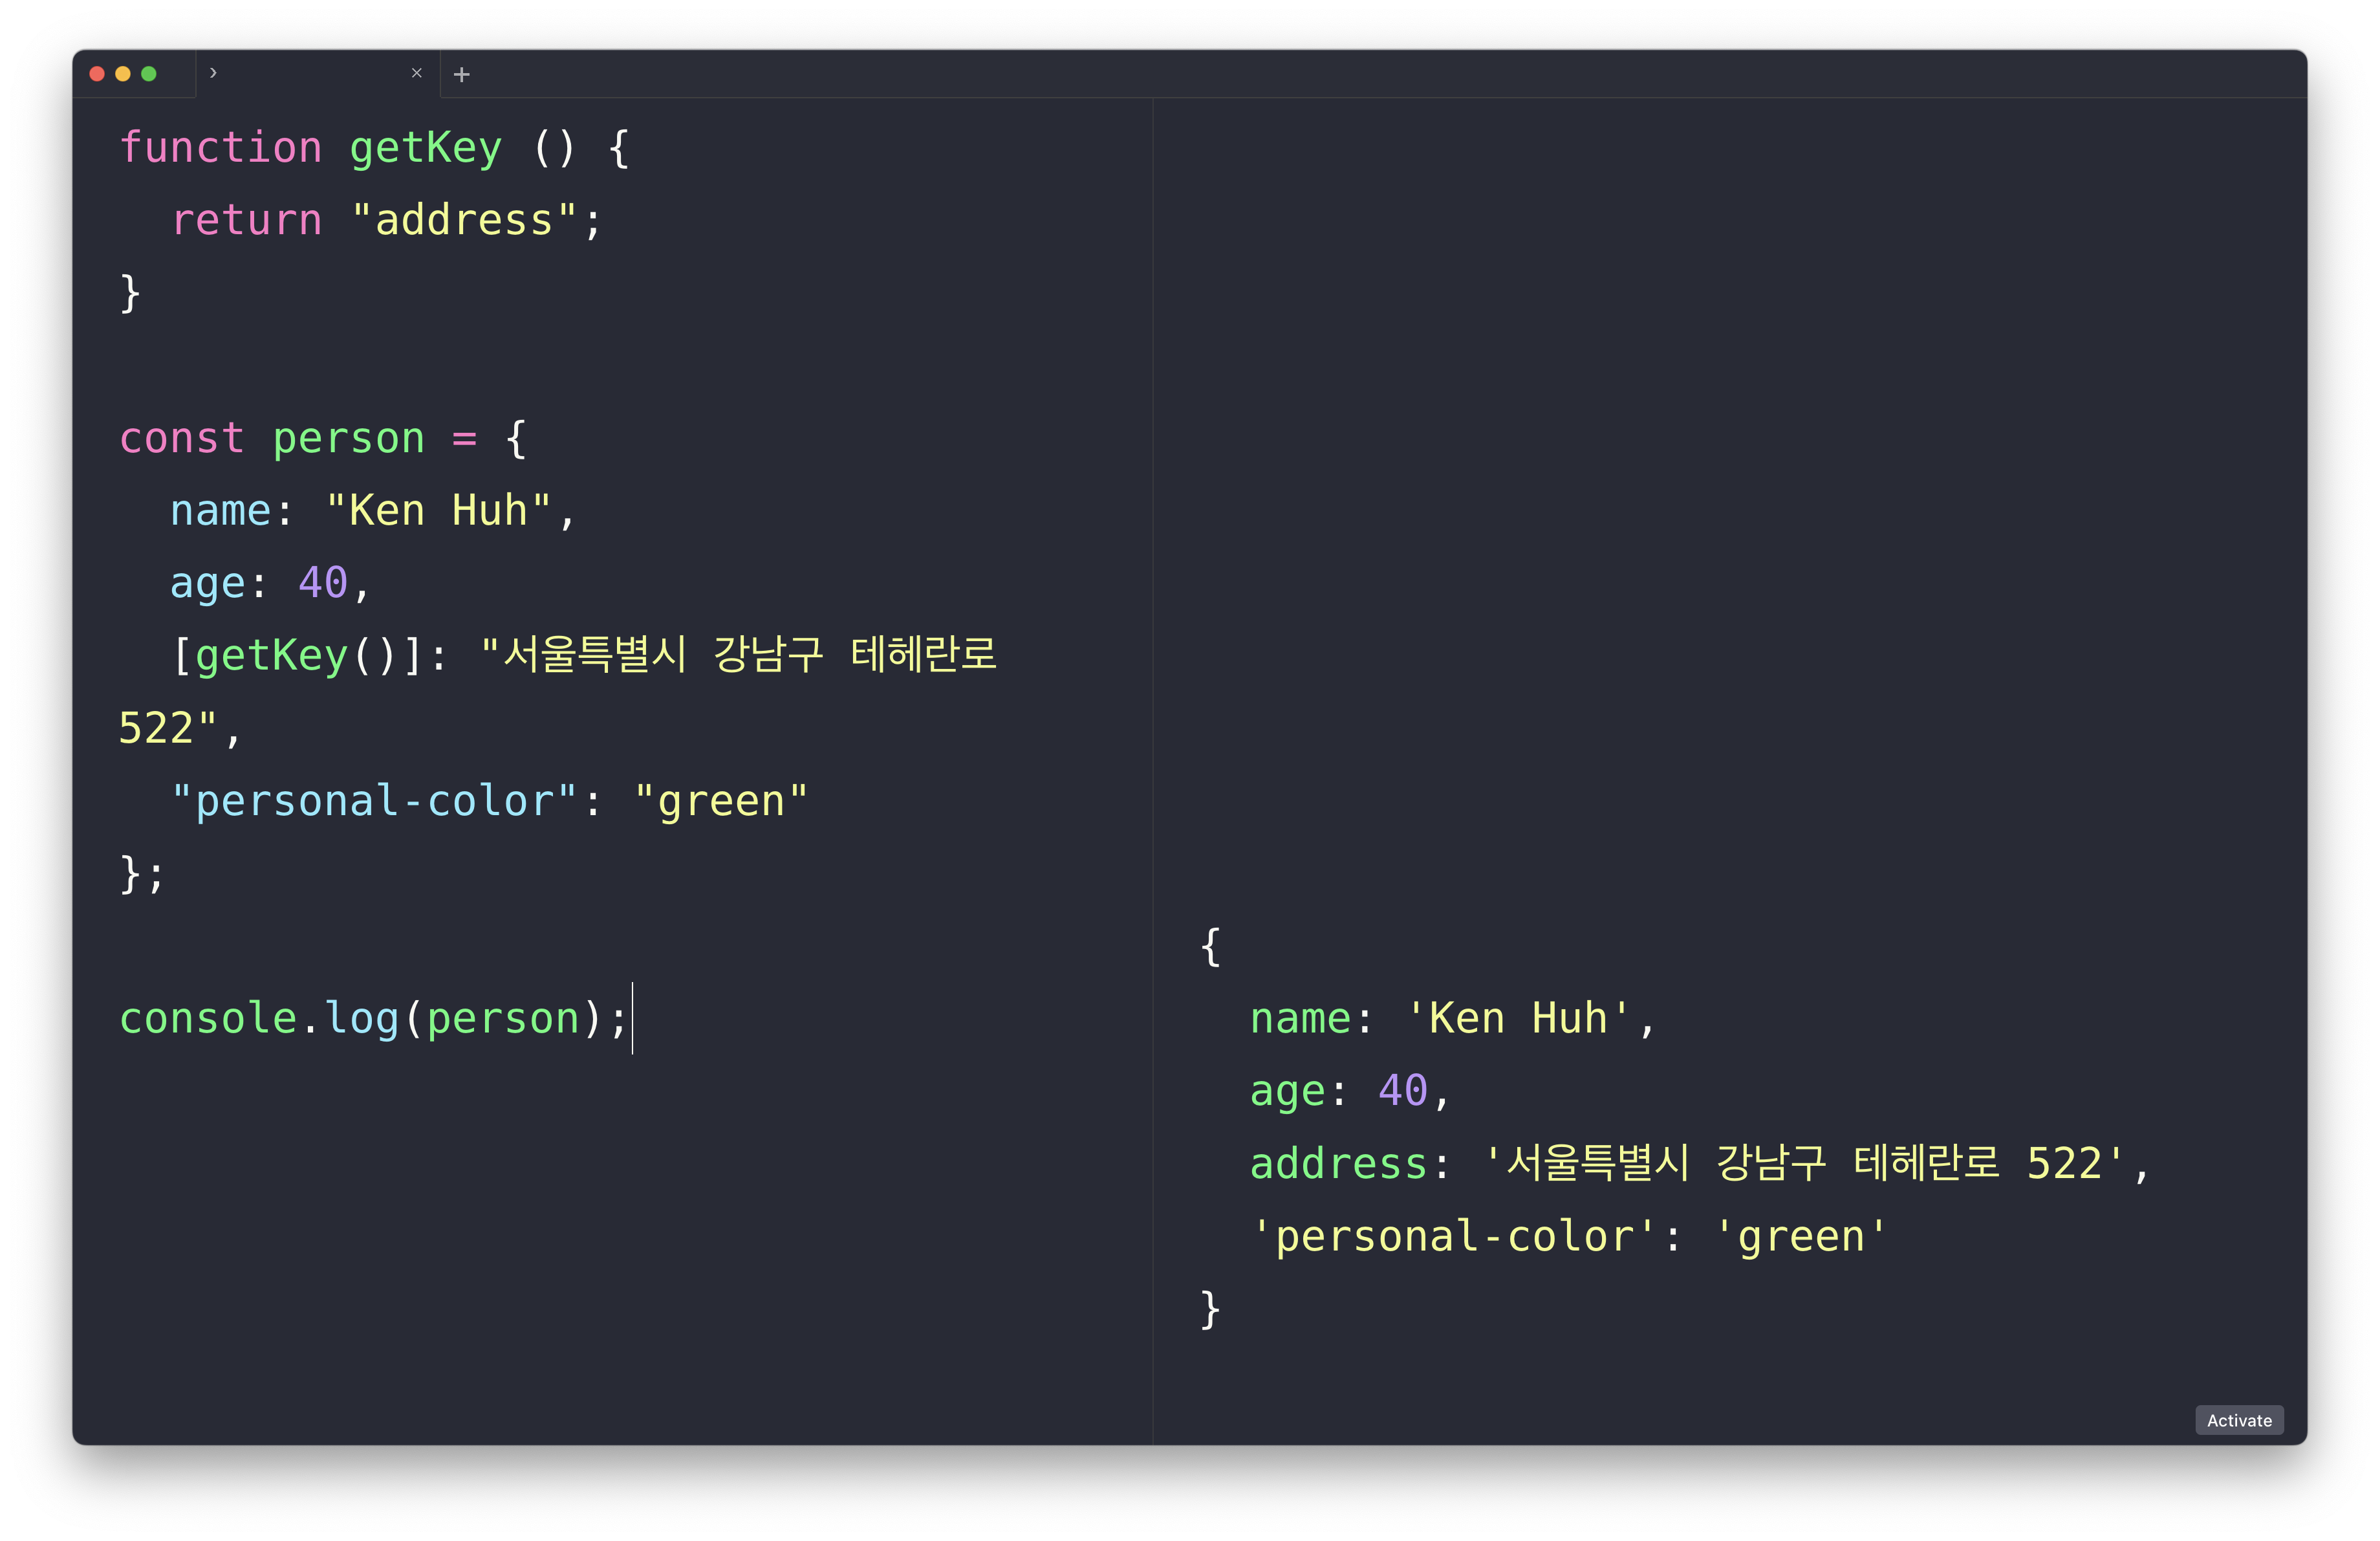 function getKey () {
  return "address";
}

const person = {
  name: "Ken Huh",
  age: 40,
  [getKey()]: "서울특별시 강남구 테헤란로
522",
  "personal-color": "green"
};

console.log(person);
{
  name: 'Ken Huh',
  age: 40,
  address: '서울특별시 강남구 테헤란로 522',
  'personal-color': 'green'
}
Activate